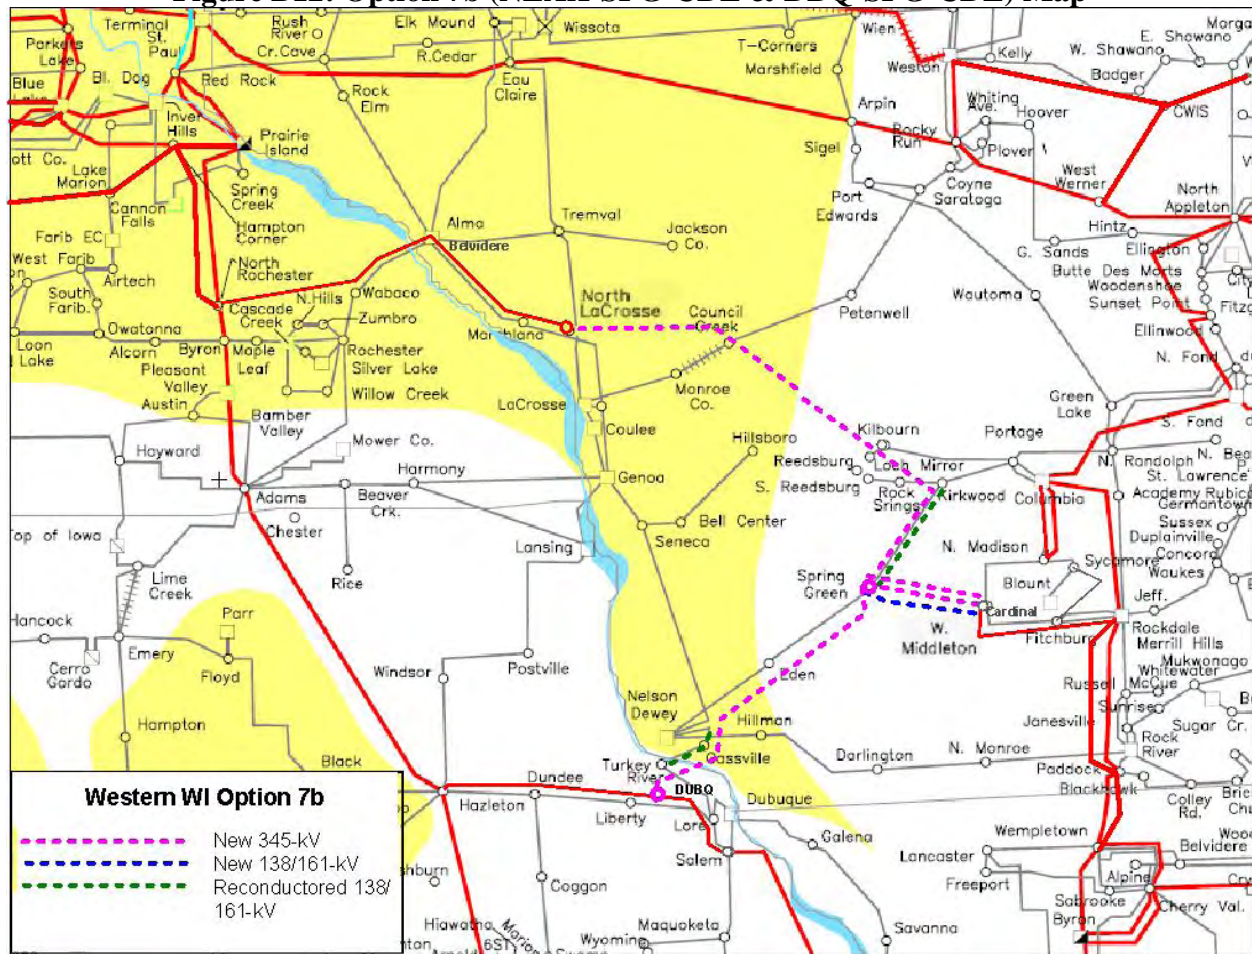 Terminal
Rush
River
Elk Mound
Wissota
T-Corners
Wien
Kelly
E. Shawano
W. Shawano
Parkers
Lake
St.
Paul
Cr.Cave
R.Cedar
Marshfield
Weston
Badger
Blue
Bl. Dog
Red Rock
Eau
Claire
Rock
Elm
Arpin
Whiting
Ave.
Hoover
CWIS
Inver
Hills
Prairie
Island
Sigel
Rocky
Run
Plover
ott Co.
Lake
Marion
Spring
Creek
Coyne
Saratoga
West
Werner
North
Appleton
Cannon
Falls
Hampton
Corner
Alma
Belvidere
Tremval
Jackson
Co.
Port
Edwards
Hintz
Farib EC
G. Sands
Ellington
West Farib
Airtech
North
Rochester
Butte Des Morts
South
Farib.
N.Hills
Wabaco
North
LaCrosse
Council
Creek
Petenwell
Wautoma
Woodenshoe
Sunset Point
Cascade
Creek
Zumbro
Marshland
Ellinwood
Owatonna
Loon
Lake
Alcorn
Byron
Maple
Leaf
Rochester
Silver Lake
N. Fond
Pleasant
Valley
Willow Creek
Monroe
Co.
Austin
LaCrosse
Green
Lake
Bamber
Valley
Coulee
Hillsboro
Kilbourn
Portage
S. Fond
Hayward
Mower Co.
Reedsburg
Loch Mirror
N. Randolph
St. Lawrence
Harmony
Genoa
S. Reedsburg
Rock
Srings
Kirkwood
Columbia
Academy
Rubic
Germantown
Adams
Beaver
Crk.
Chester
Bell Center
Seneca
Sussex
Duplainville
Concord
Waukes
op of Iowa
Lansing
N. Madison
Sycamore
Lime
Creek
Rice
Spring
Green
Blount
Jeff.
Hancock
Parr
Cardinal
Fitchburg
Rockdale
Merrill Hills
Emery
W.
Middleton
Mukwonago
Cerro
Gordo
Floyd
Windsor
Postville
Eden
Whitewater
Russell
McCue
Sunrise
Hampton
Nelson
Dewey
Hillman
Janesville
Sugar Cr.
Rock
River
Black
Darlington
N. Monroe
Cassville
Turkey
River
Paddock
Blackhawk
Dundee
DUBQ
Hazleton
Liberty
Lore
Dubuque
Colley
Rd.
Galena
Salem
Wempletown
Belvidere
Lancaster
Freeport
Alpine
Sabrooke
Byron
Cherry Val.
Western WI Option 7b
New 345-kV
New 138/161-kV
Reconductored 138/
161-kV
hburn
Coggon
Hiawatha
Marion
Wyoming
Maquoketa
Savanna